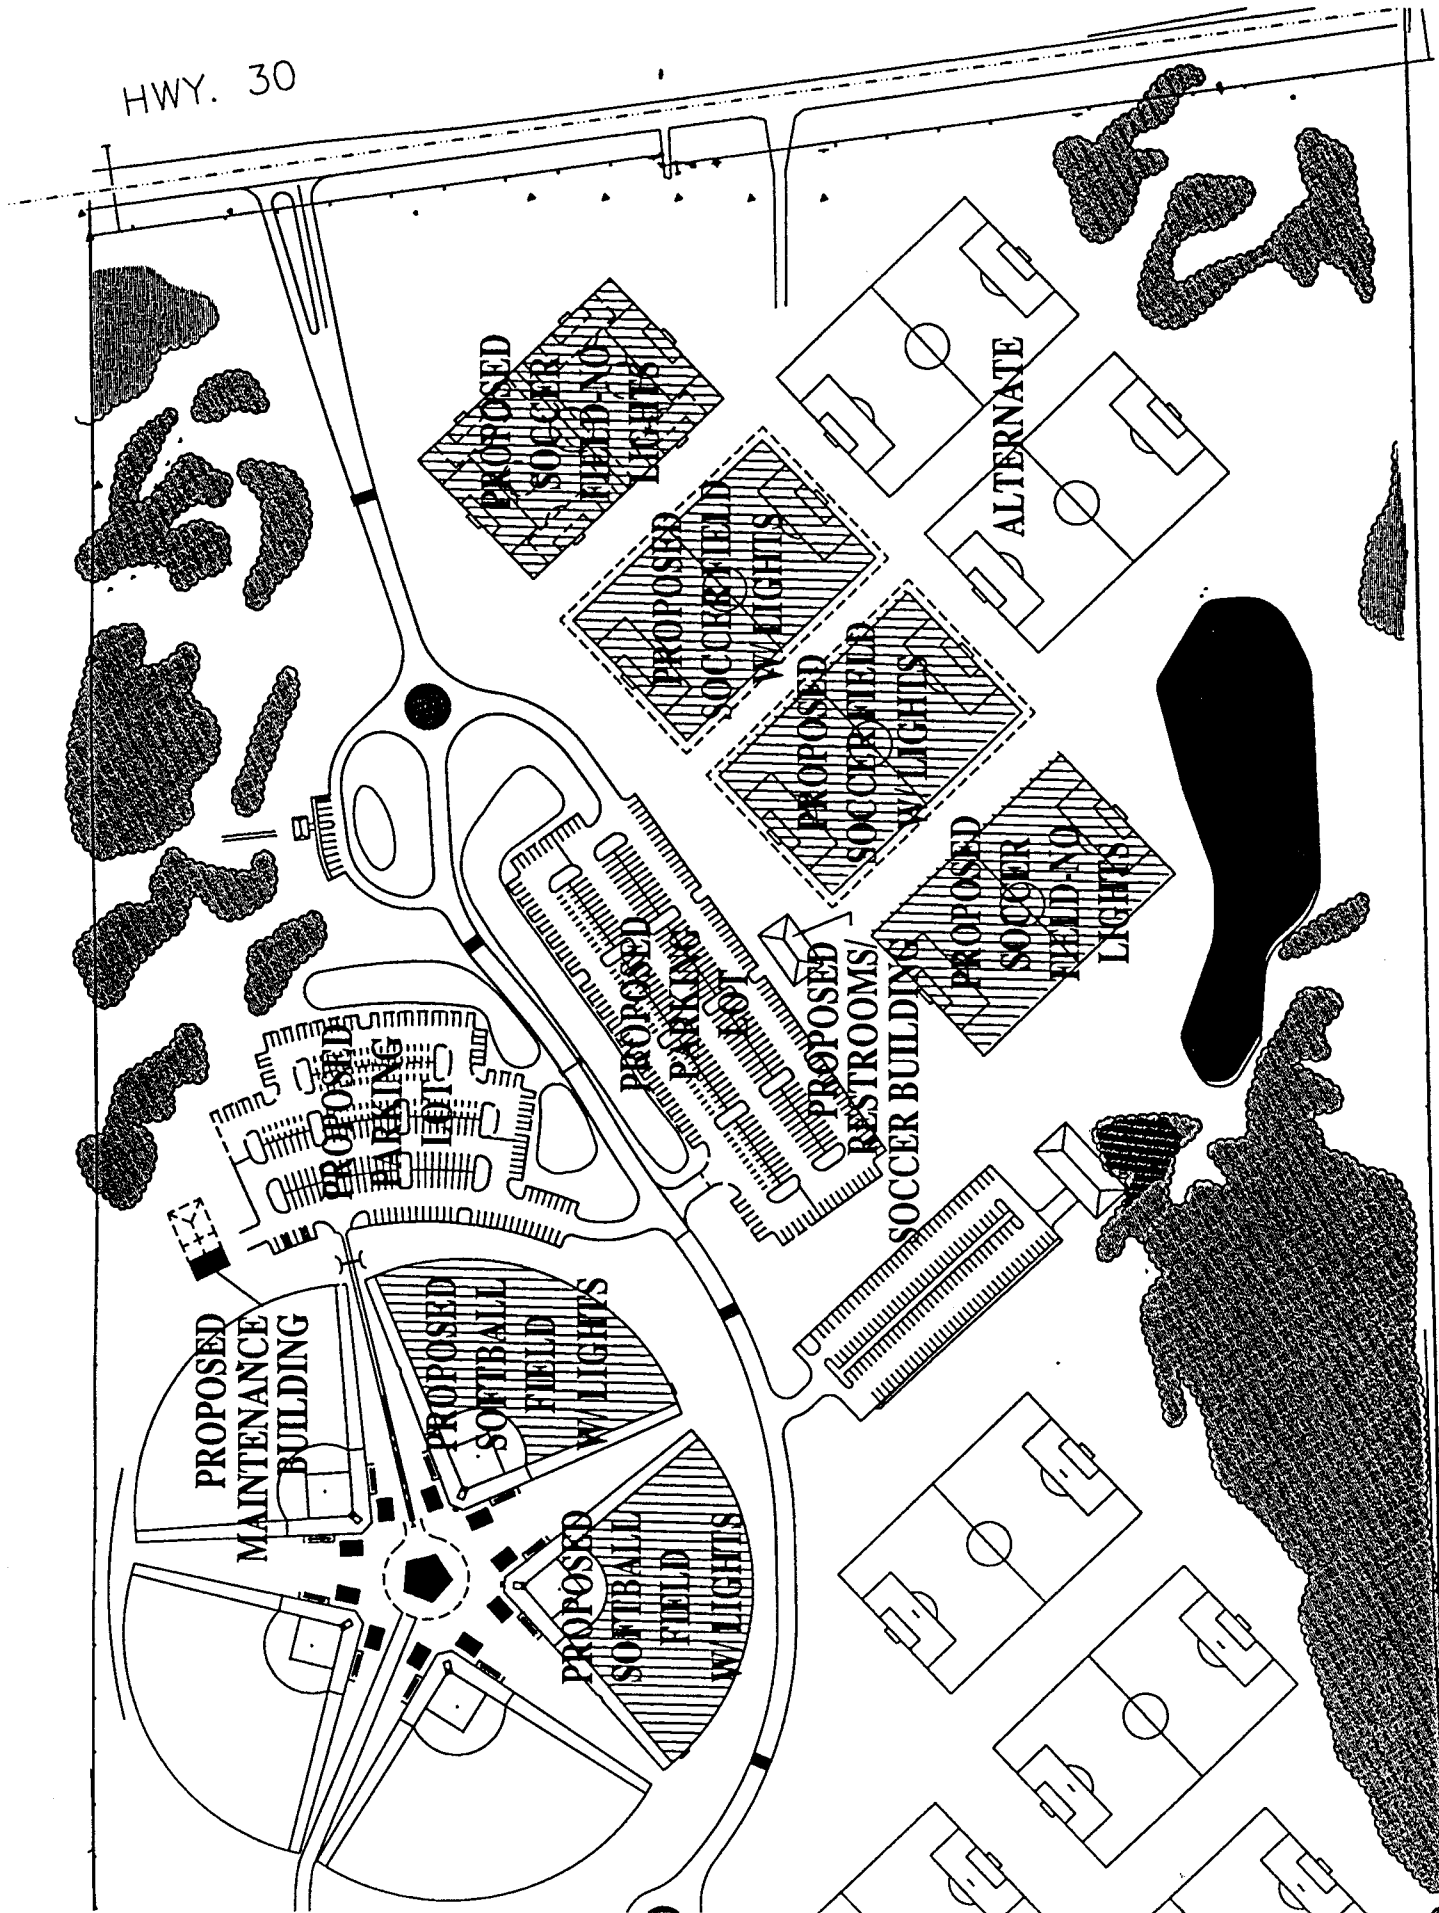 HWY. 30
PROPOSED
SOCCER
FIELD-NO
LIGHTS
PROPOSED
SOCCER FIELD
W/ LIGHTS
ALTERNATE
PROPOSED
SOCCER FIELD
W/ LIGHTS
PROPOSED
SOCCER
FIELD-NO
LIGHTS
PROPOSED
PARKING
LOT
PROPOSED
PARKING
LOT
PROPOSED
RESTROOMS/
SOCCER BUILDING
PROPOSED
MAINTENANCE
BUILDING
PROPOSED
SOFTBALL
FIELD
W/ LIGHTS
PROPOSED
SOFTBALL
FIELD
W/ LIGHTS